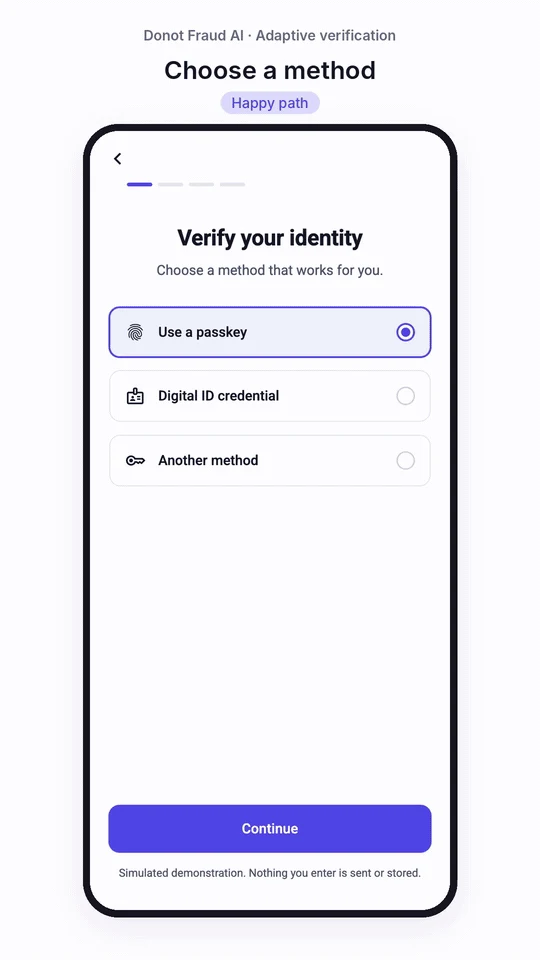 Donot Fraud AI · Adaptive verification
Choose a method
Happy path
Verify your identity
Choose a method that works for you.
Use a passkey
Digital ID credential
Another method
Continue
Simulated demonstration. Nothing you enter is sent or stored.